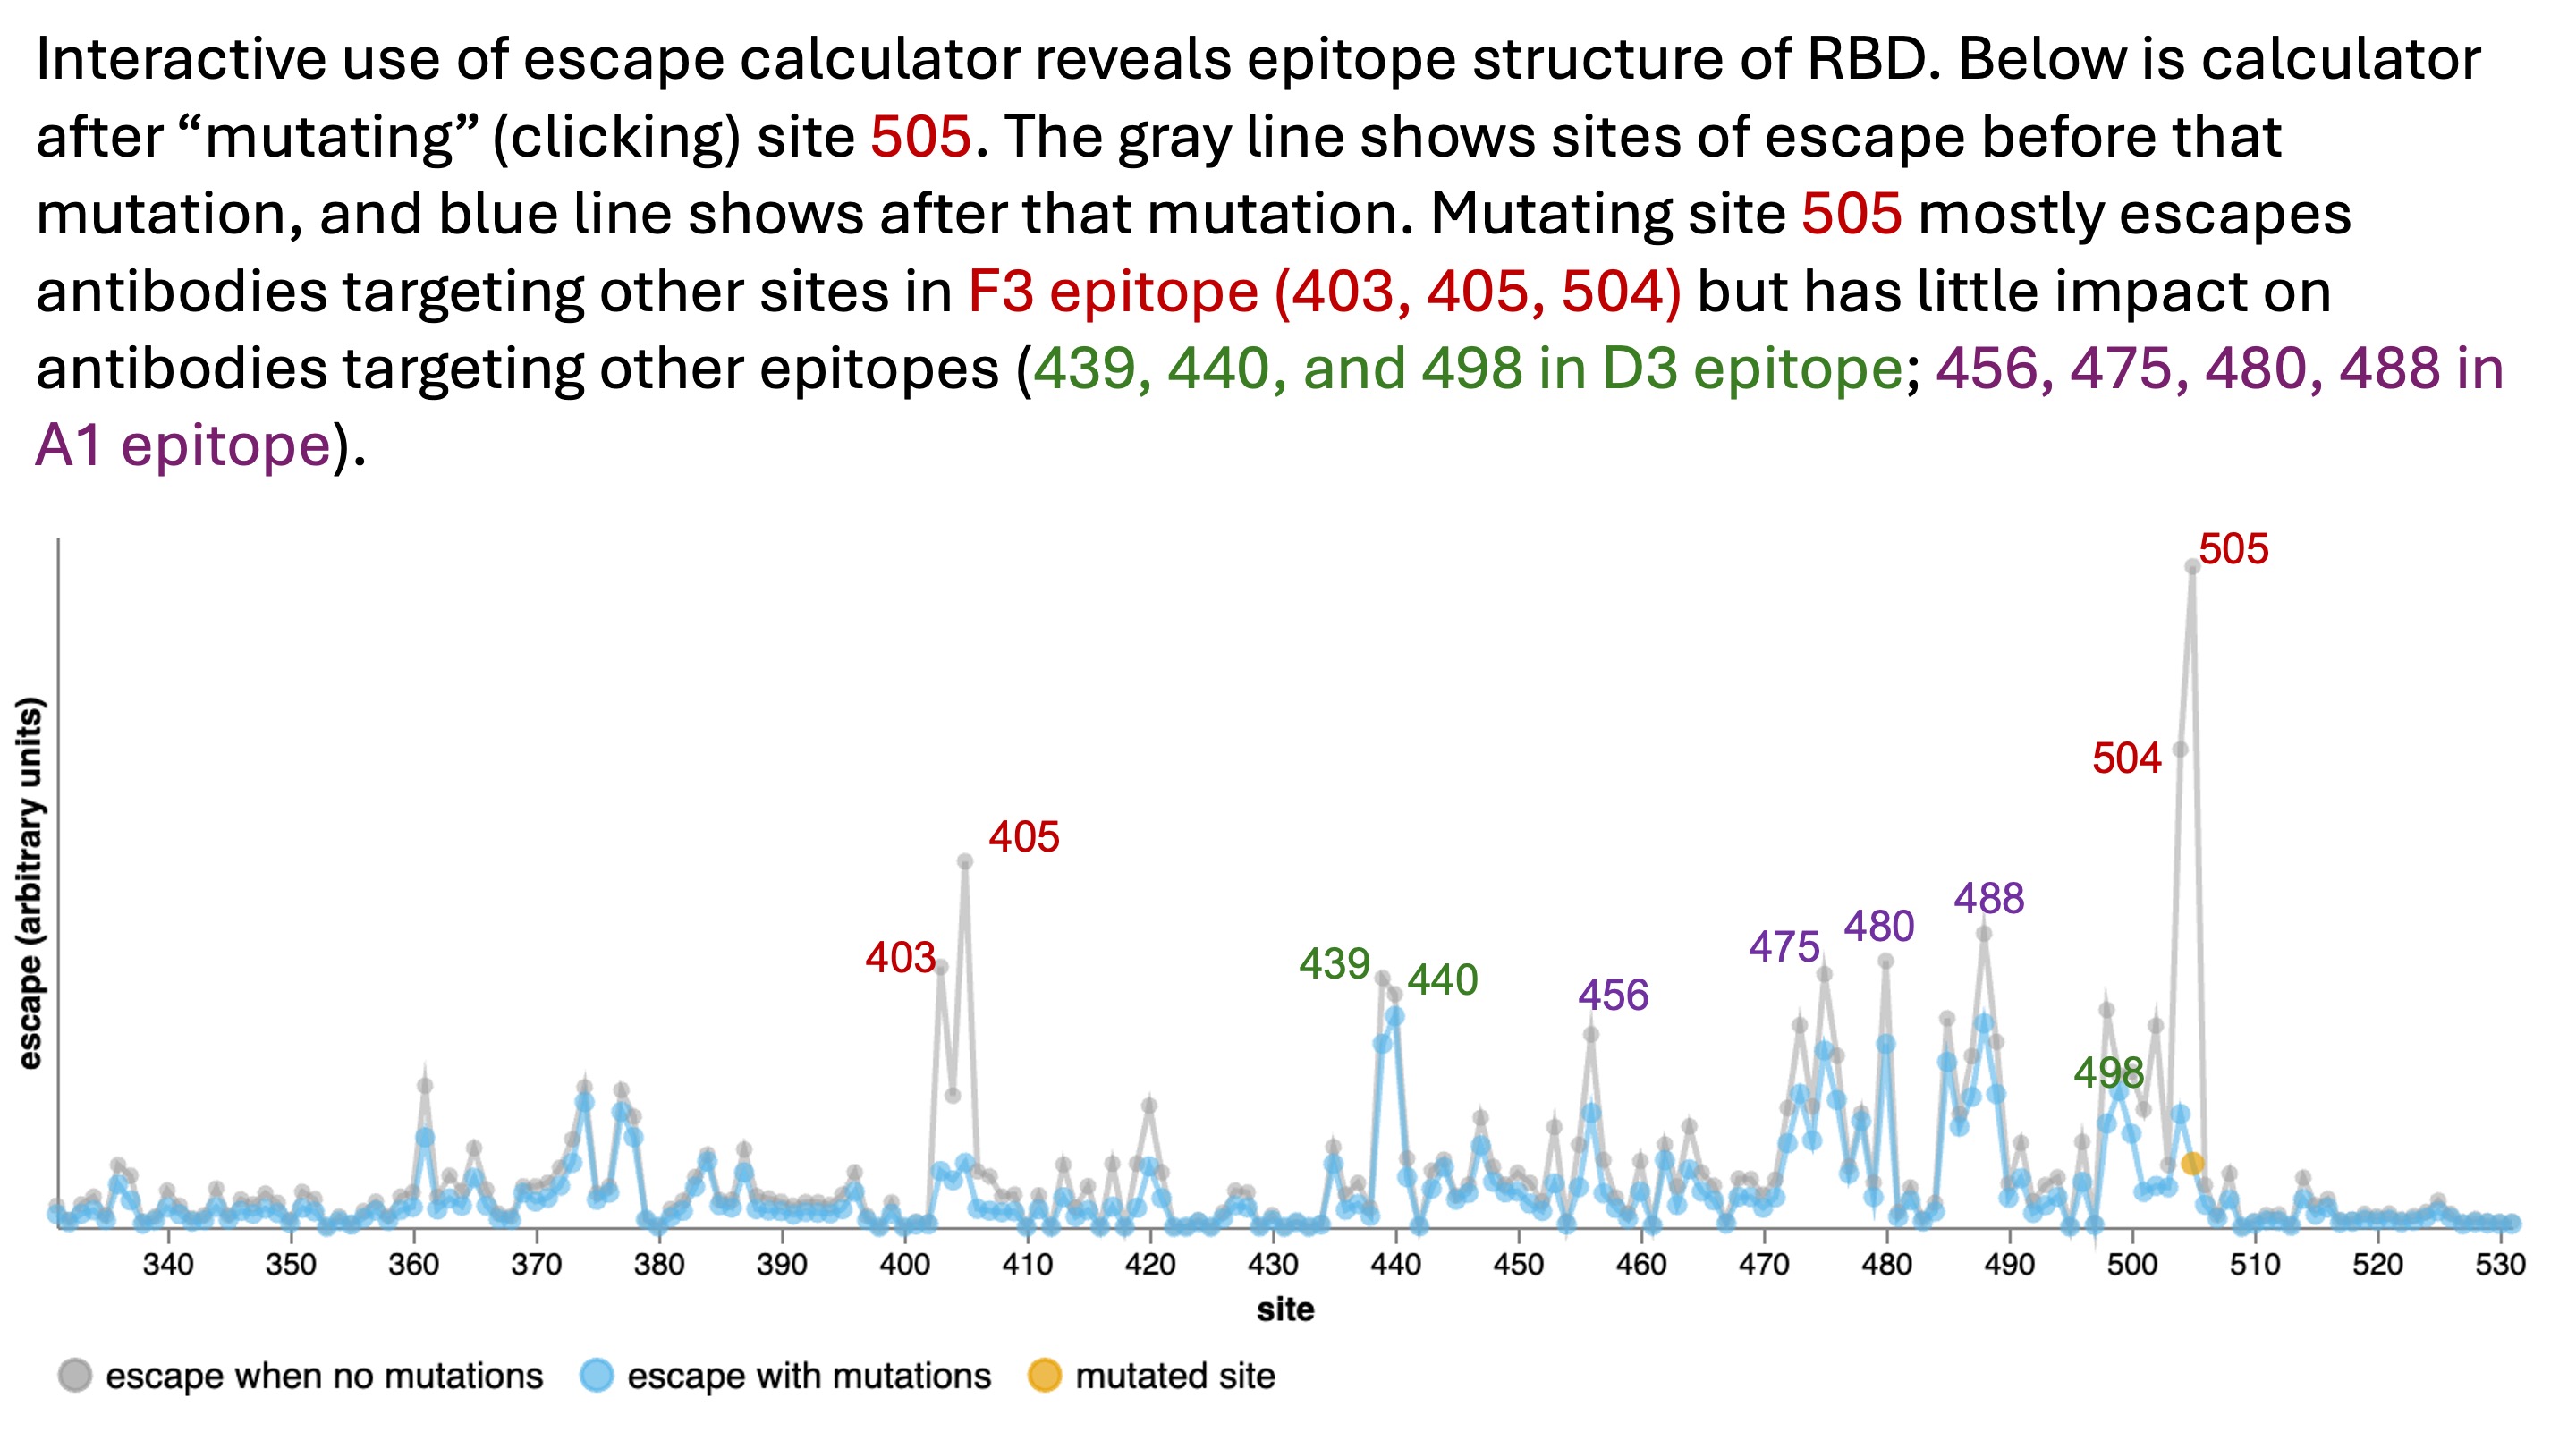 Interactive use of escape calculator reveals epitope structure of RBD. Below is calculator
after “mutating” (clicking) site 505. The gray line shows sites of escape before that
mutation, and blue line shows after that mutation. Mutating site 505 mostly escapes
antibodies targeting other sites in F3 epitope (403, 405, 504) but has little impact on
antibodies targeting other epitopes (439, 440, and 498 in D3 epitope; 456, 475, 480, 488 in
A1 epitope).
505
504
405
488
480
475
403
439
440
456
498
escape (arbitrary units)
340 350 360 370 380 390 400 410 420 430 440 450 460 470 480 490 500 510 520 530
site
escape when no mutations escape with mutations mutated site